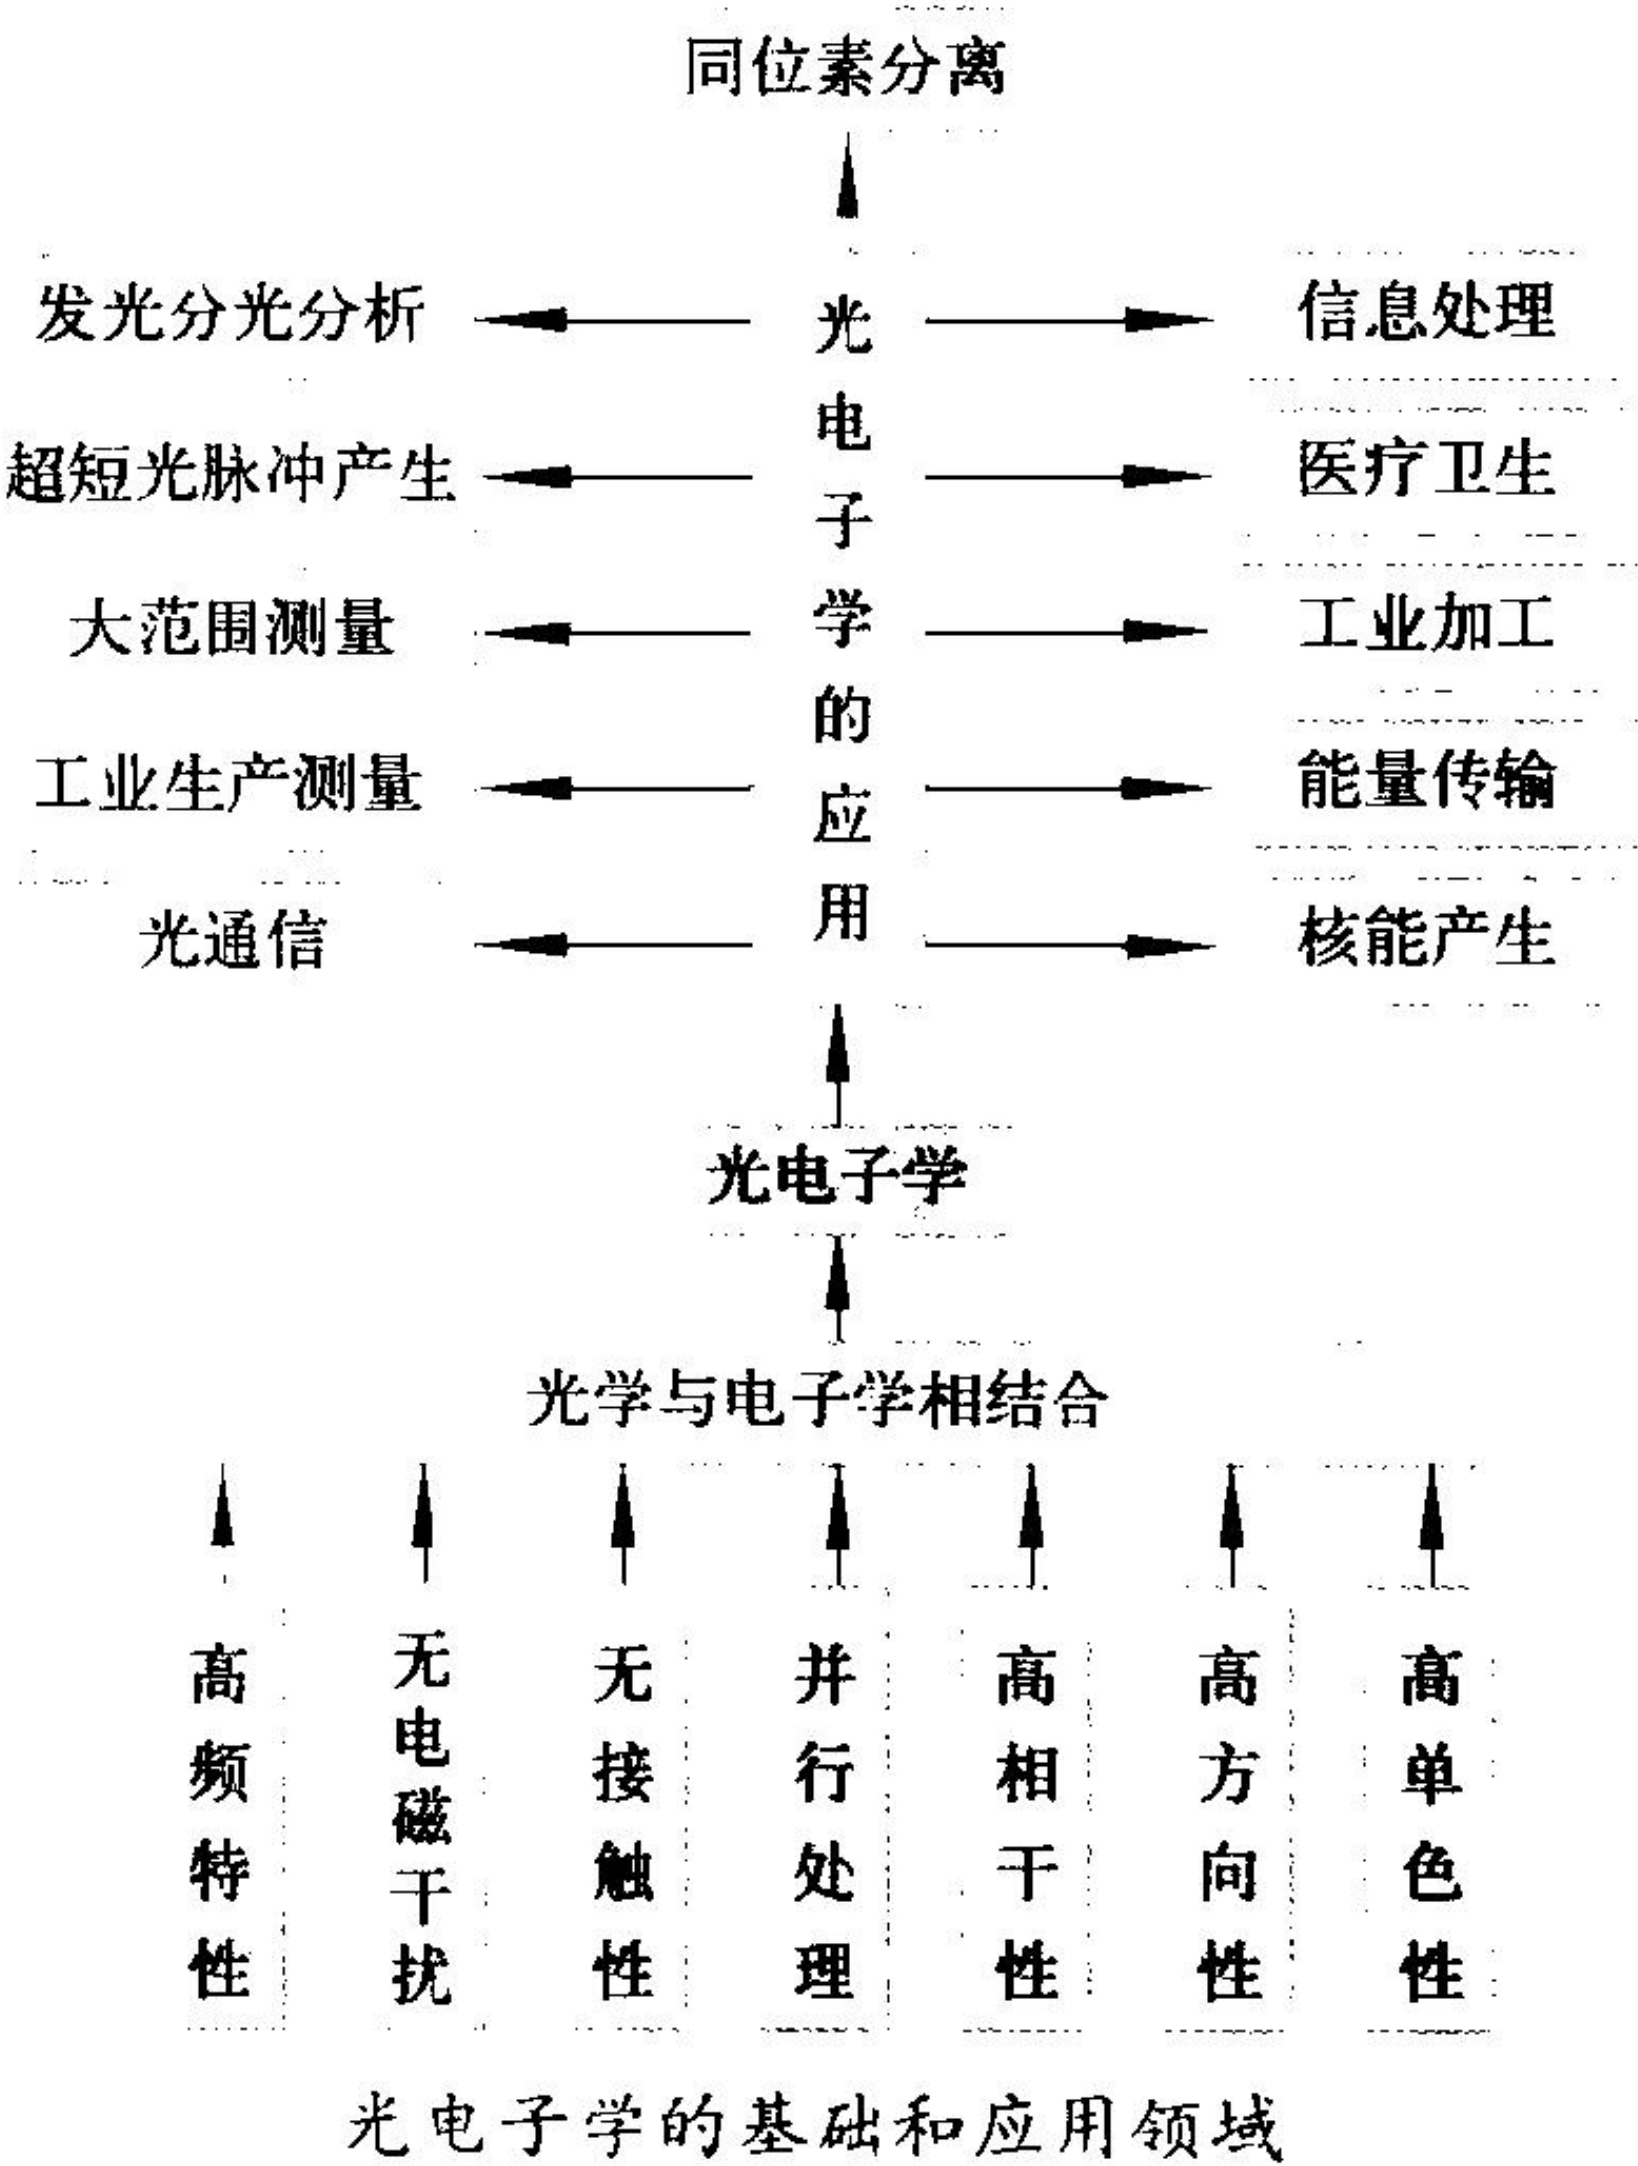 同位素分离
发光分光分析
超短光脉冲产生
大范围测量
工业生产测量
光通信
光电子学的应用
信息处理
医疗卫生
工业加工
能量传输
核能产生
光电子学
光学与电子学相结合
高频特性
无电磁干扰
无接触性
并行处理
高相干性
高方向性
高单色性
光电子学的基础和应用领域